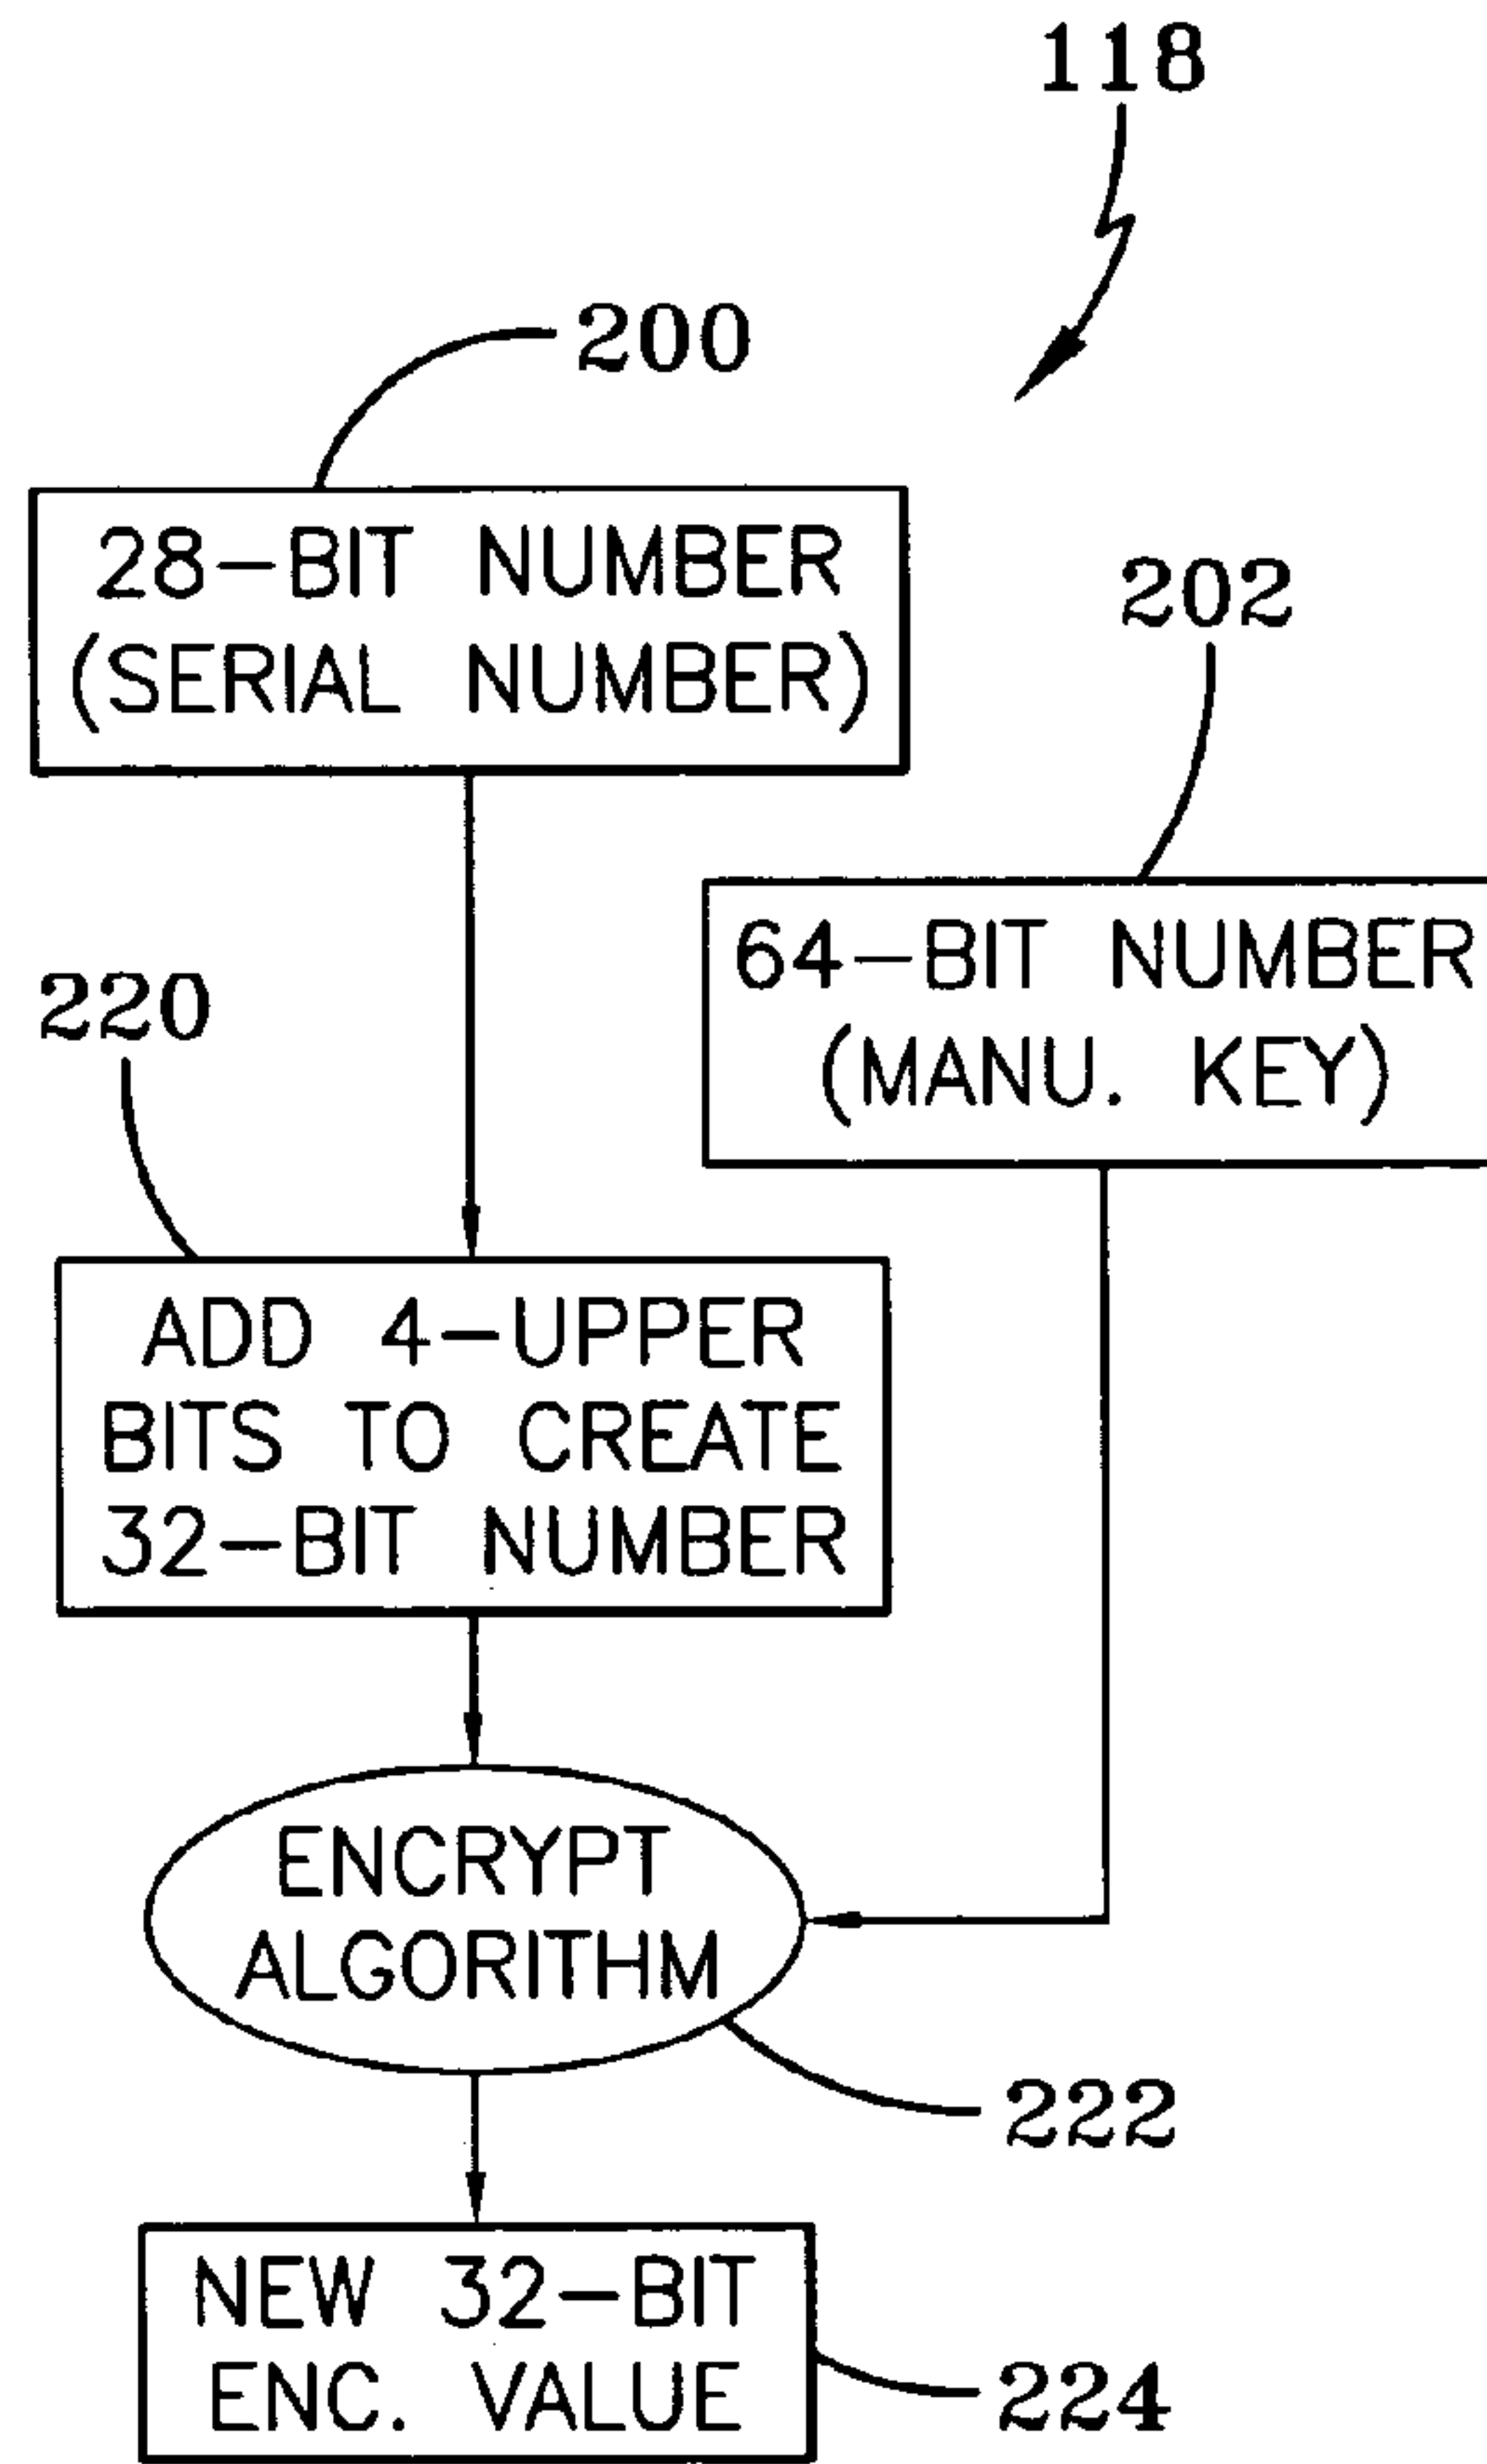 118
200
28-BIT NUMBER
(SERIAL NUMBER)
202
64-BIT NUMBER
(MANU. KEY)
220
ADD 4-UPPER
BITS TO CREATE
32-BIT NUMBER
ENCRYPT
ALGORITHM
222
NEW 32-BIT
ENC. VALUE
224